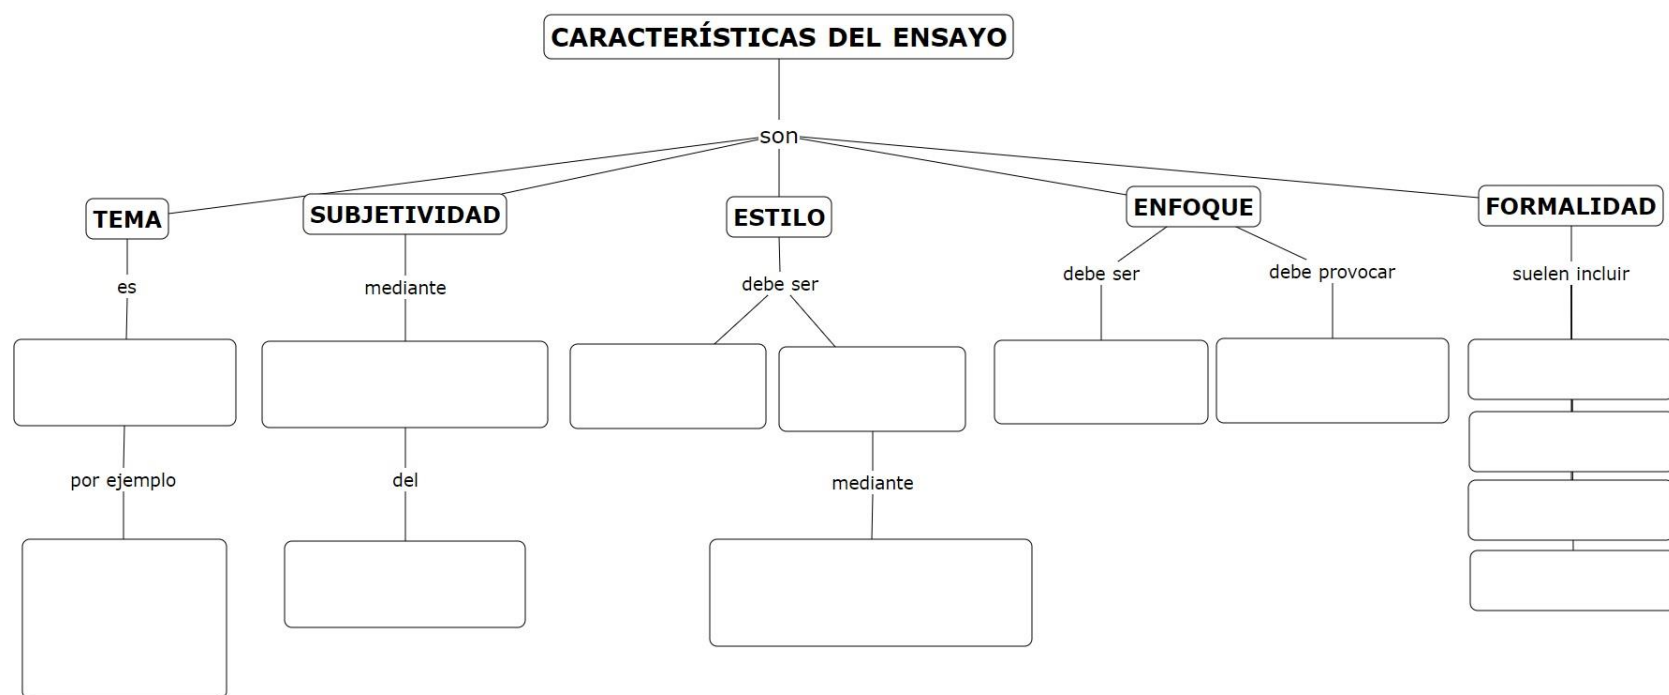 CARACTERÍSTICAS DEL ENSAYO
son
TEMA
SUBJETIVIDAD
ESTILO
ENFOQUE
FORMALIDAD
es
mediante
debe ser
debe ser
debe provocar
suelen incluir
por ejemplo
del
mediante